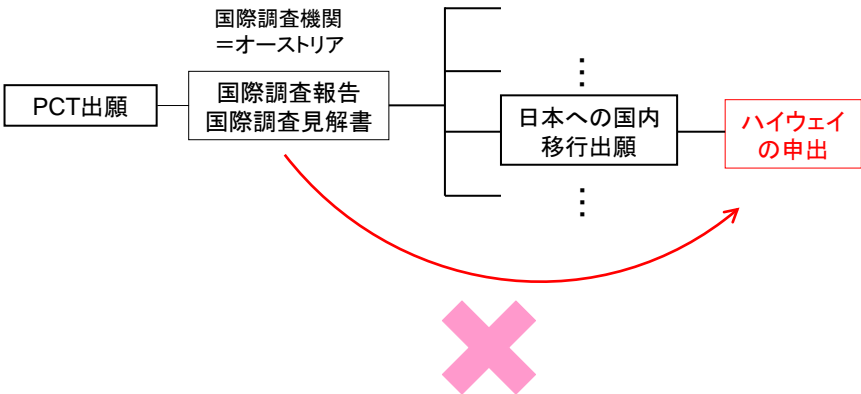 国際調査機関
＝オーストリア
PCT出願
国際調査報告
国際調査見解書
…
日本への国内
移行出願
…
ハイウェイ
の申出